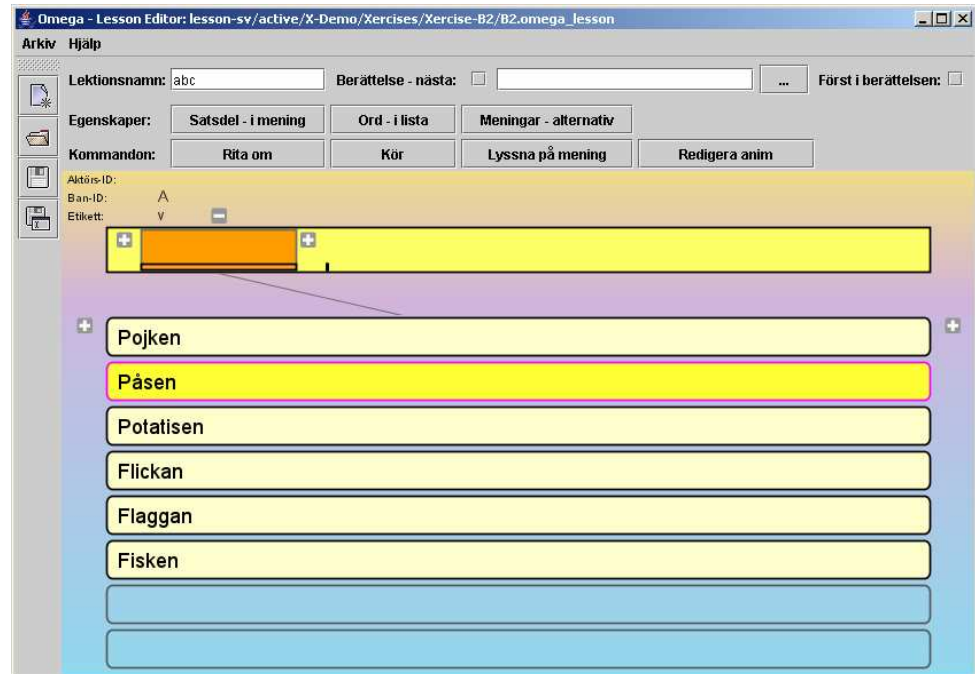 Omega - Lesson Editor: lesson-sv/active/X-Demo/Xercises/Xercise-B2/B2.omega_lesson
Arkiv Hjälp
Lektionsnamn: abc Berättelse - nästa: ... Först i berättelsen:
Egenskaper: Satsdel - i mening Ord - i lista Meningar - alternativ
Kommandon: Rita om Kör Lyssna på mening Redigera anim
Aktörs-ID:
Ban-ID: A
Etikett: v
Pojken
Påsen
Potatisen
Flickan
Flaggan
Fisken